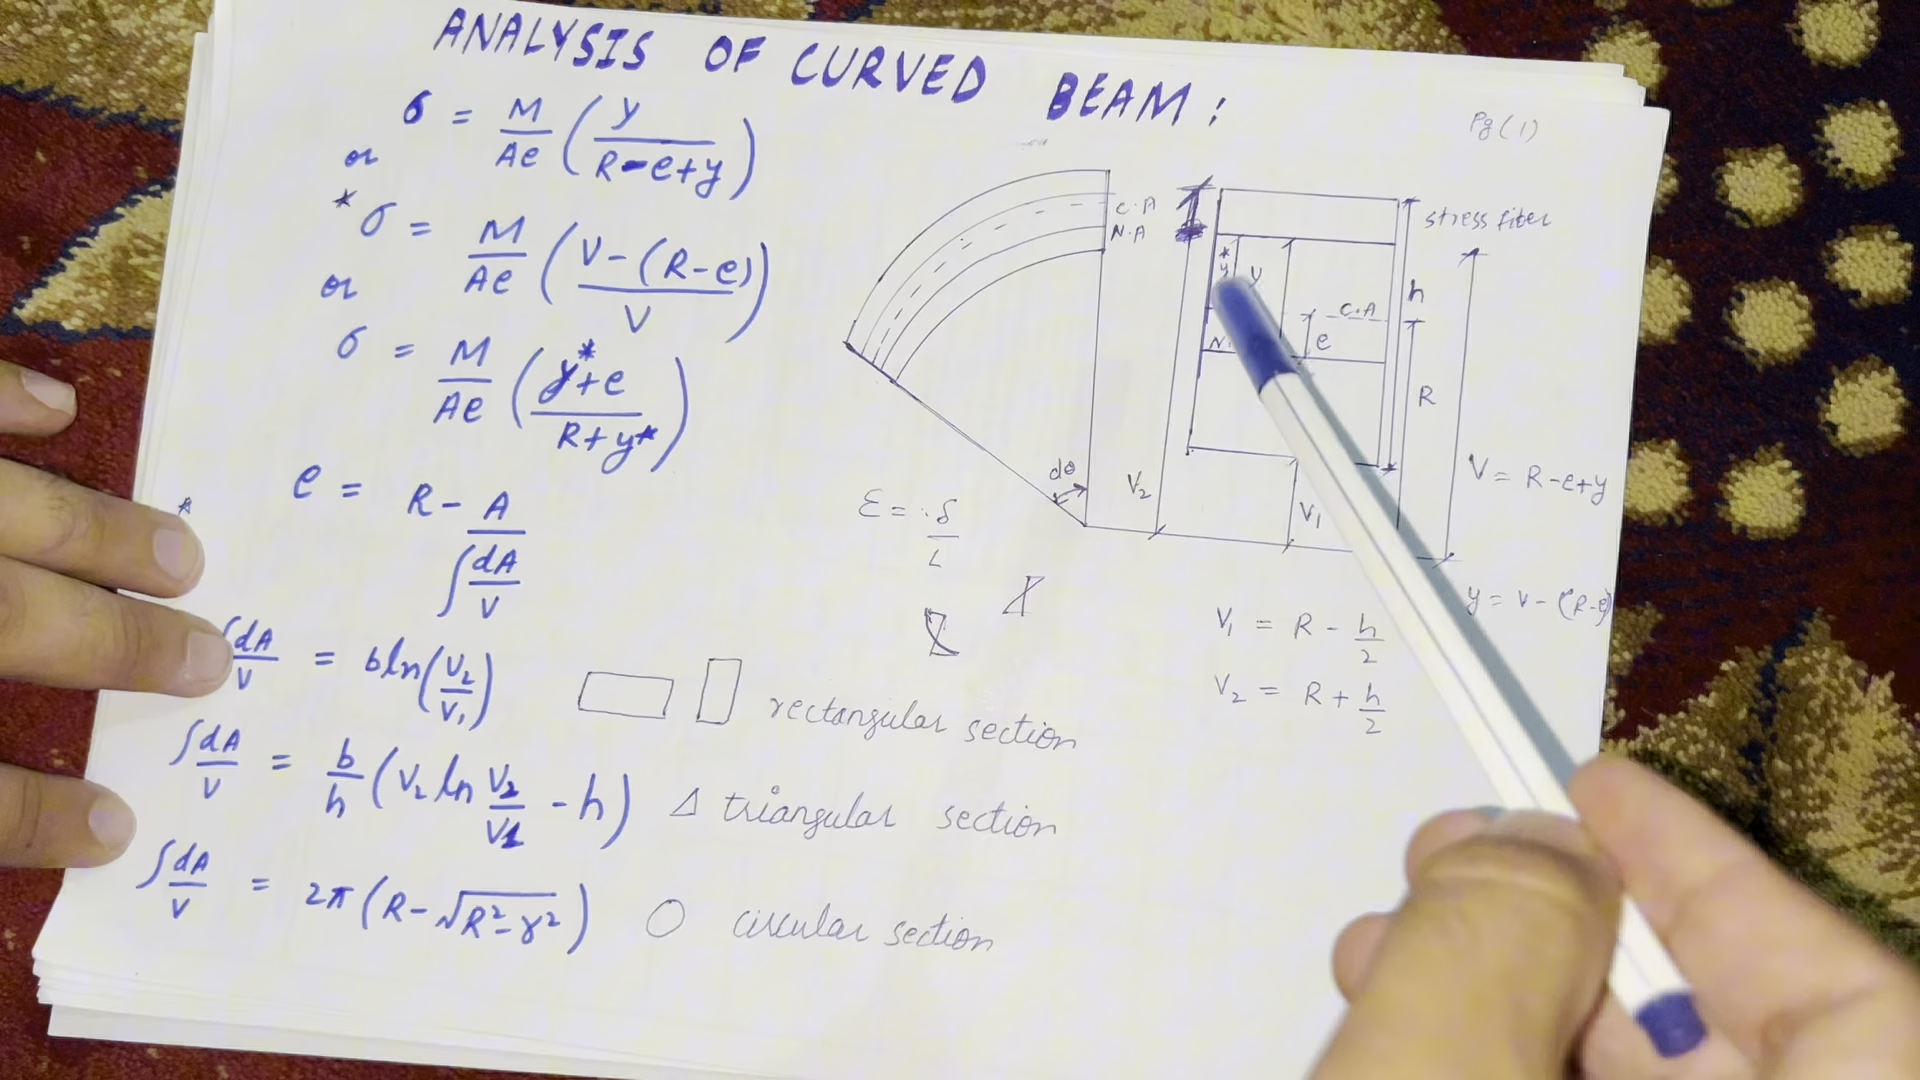 ANALYSIS OF CURVED BEAM :
Pg (1)
σ = M/Ae ( y / R-e+y )
or
* σ = M/Ae ( V-(R-e) / V )
or
σ = M/Ae ( y*+e / R+y* )
e = R - A / ∫dA/V
∫dA/V = b ln(V₂/V₁)
rectangular section
∫dA/V = b/h (V₂ ln V₂/V1 - h) Δ triangular section
∫dA/V = 2π (R-√R²-r²) ○ circular section
C.A
N.A
dθ
ε = δ/L
stress fiber
*
y
y
h
C.A
e
N.
R
V₂
V₁
V = R-e+y
y = V-(R-e)
V₁ = R - h/2
V₂ = R + h/2